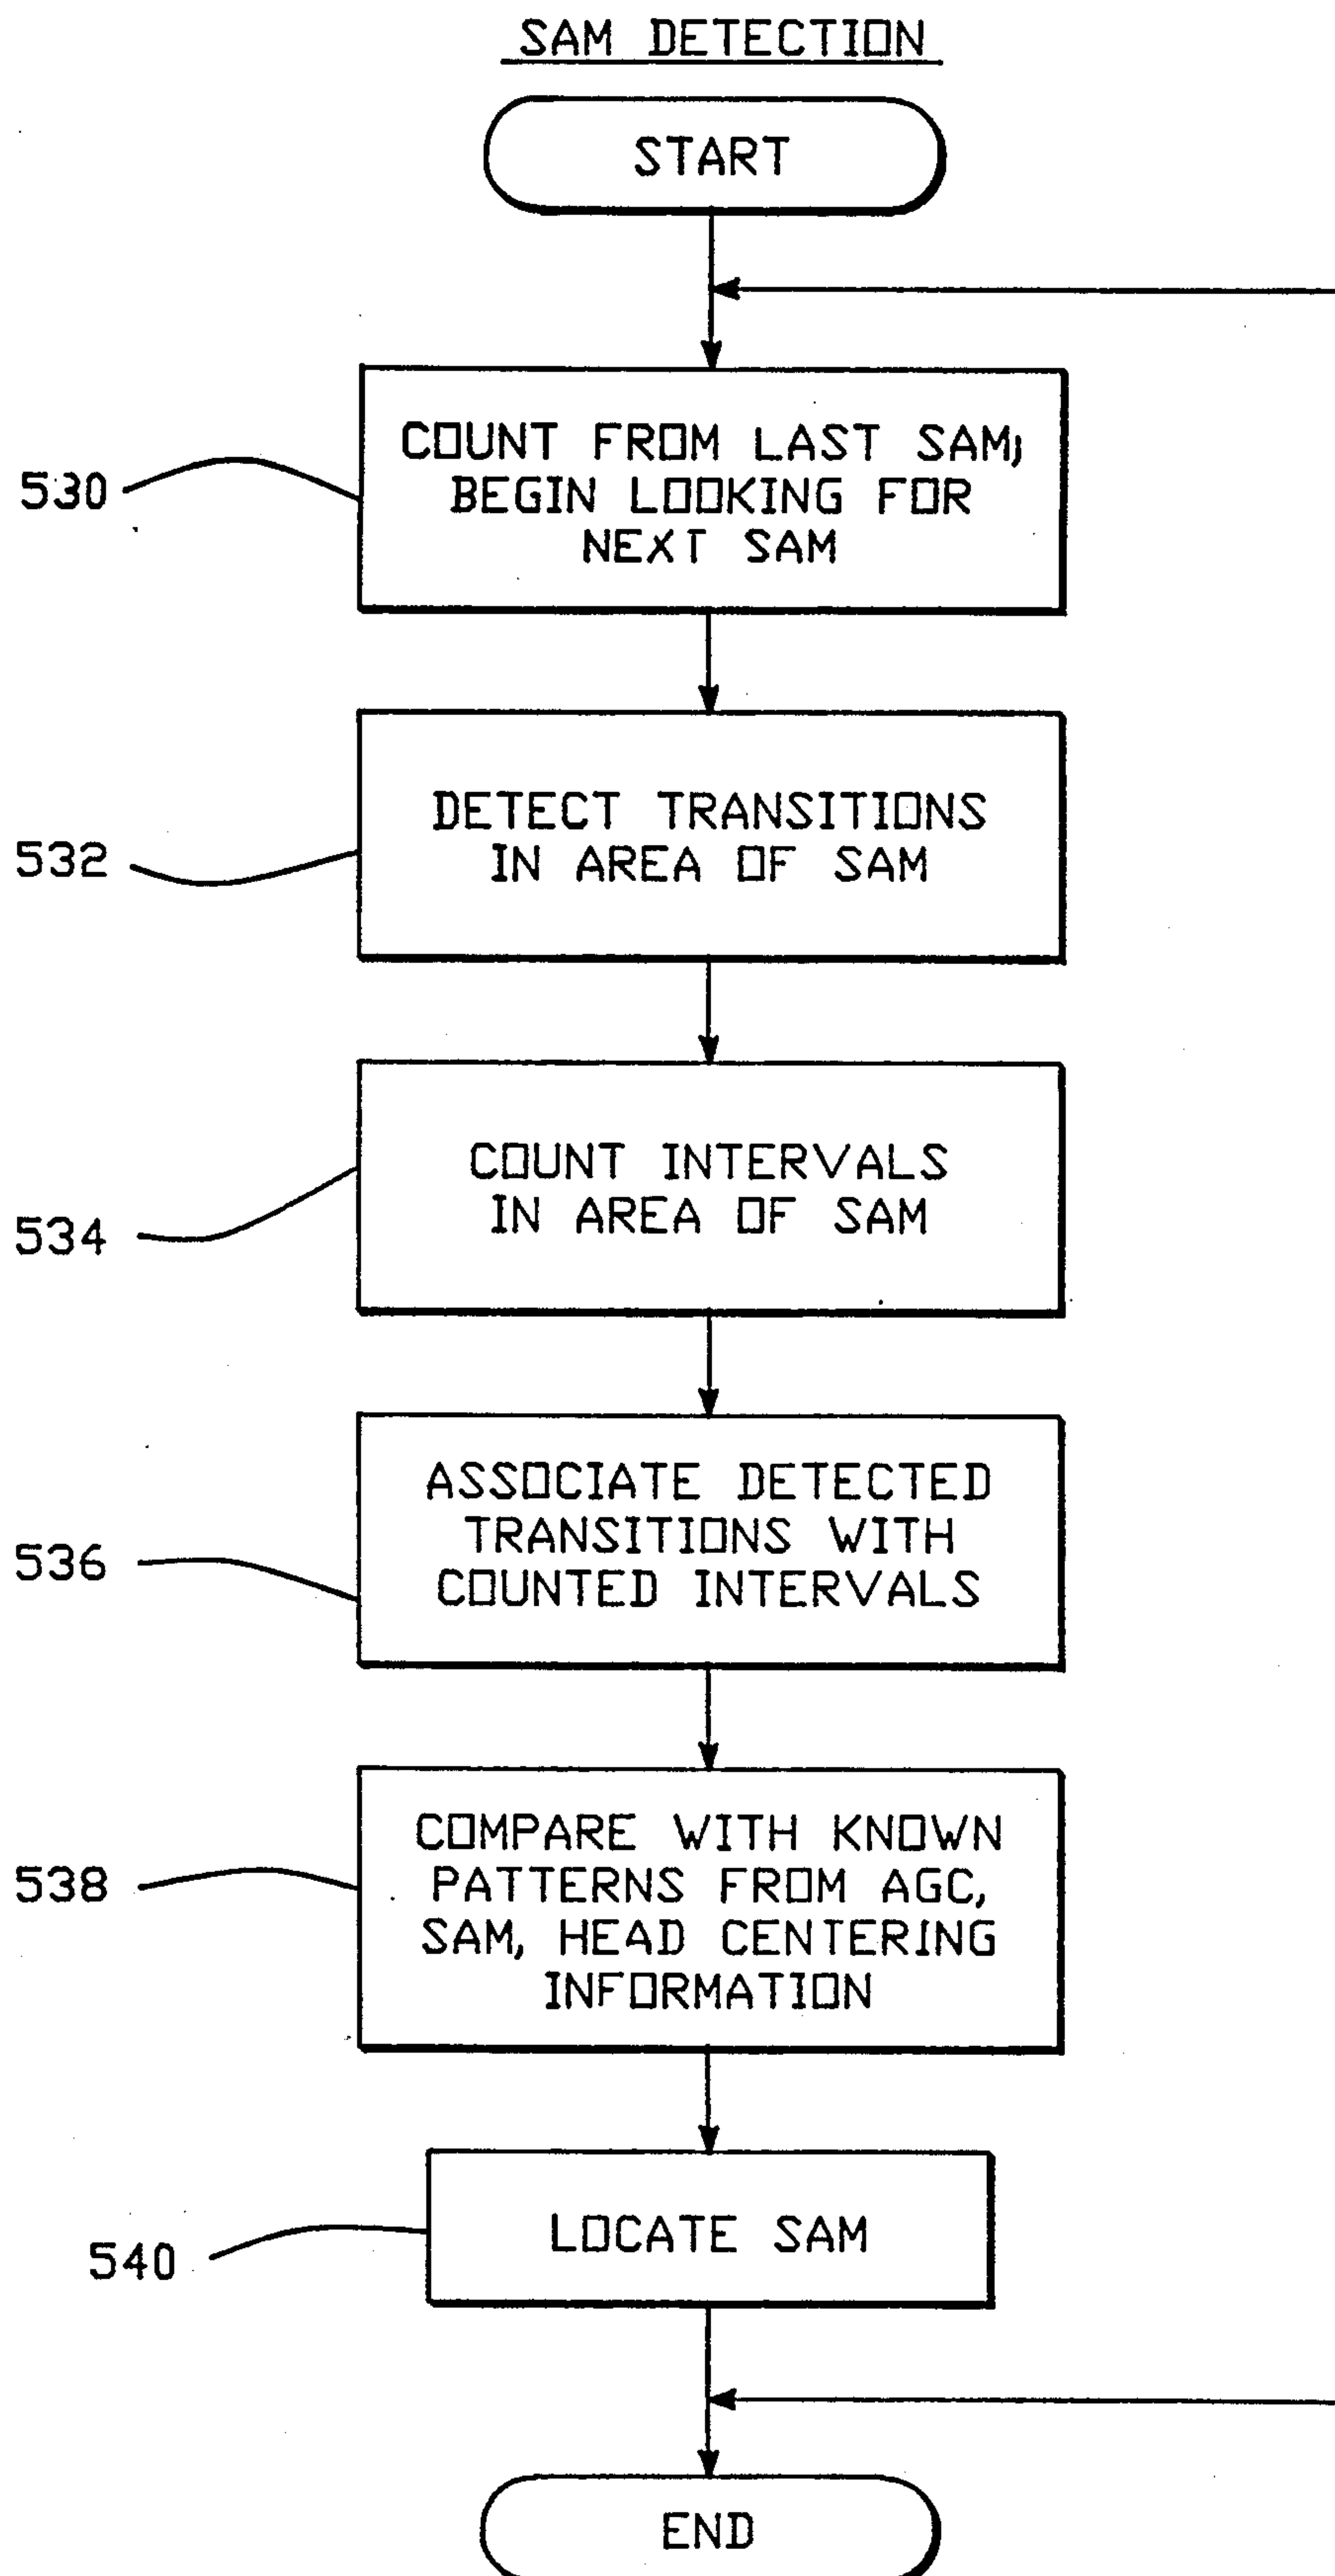 SAM DETECTION
START
530
COUNT FROM LAST SAM;
BEGIN LOOKING FOR
NEXT SAM
532
DETECT TRANSITIONS
IN AREA OF SAM
534
COUNT INTERVALS
IN AREA OF SAM
536
ASSOCIATE DETECTED
TRANSITIONS WITH
COUNTED INTERVALS
538
COMPARE WITH KNOWN
PATTERNS FROM AGC,
SAM, HEAD CENTERING
INFORMATION
540
LOCATE SAM
END